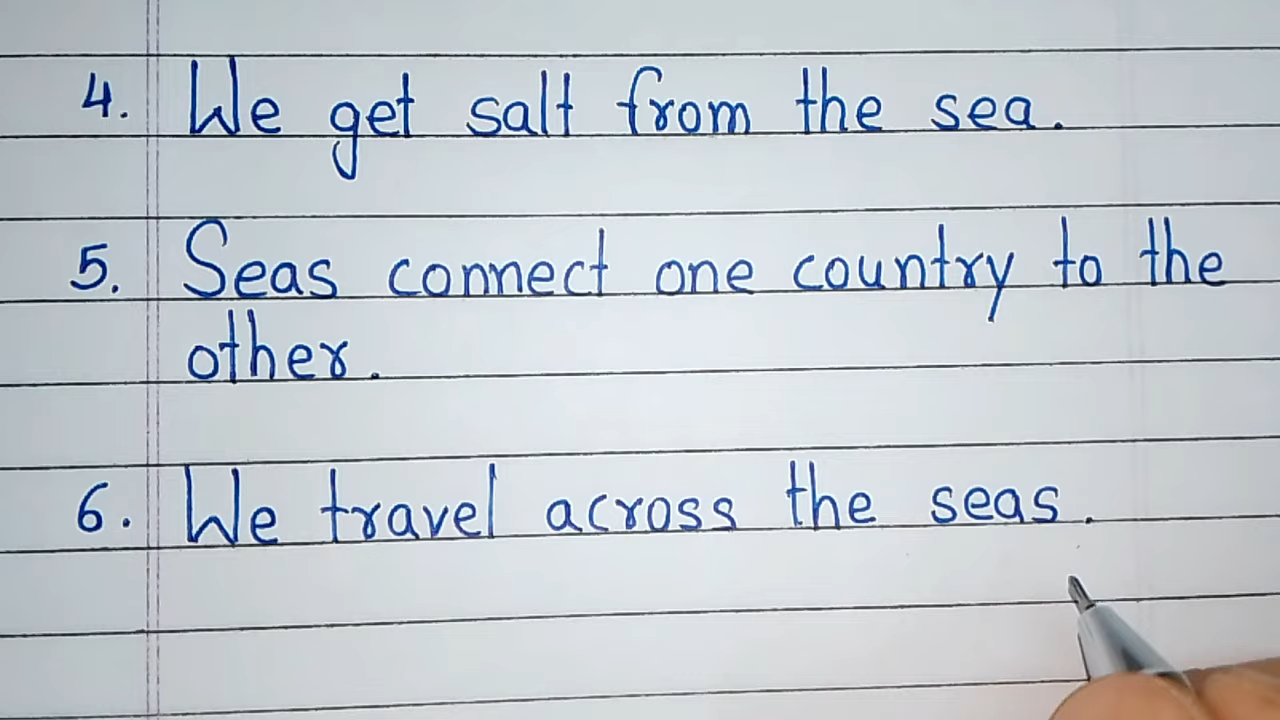 4. We get salt from the sea.
5. Seas connect one country to the
other.
6. We travel across the seas.